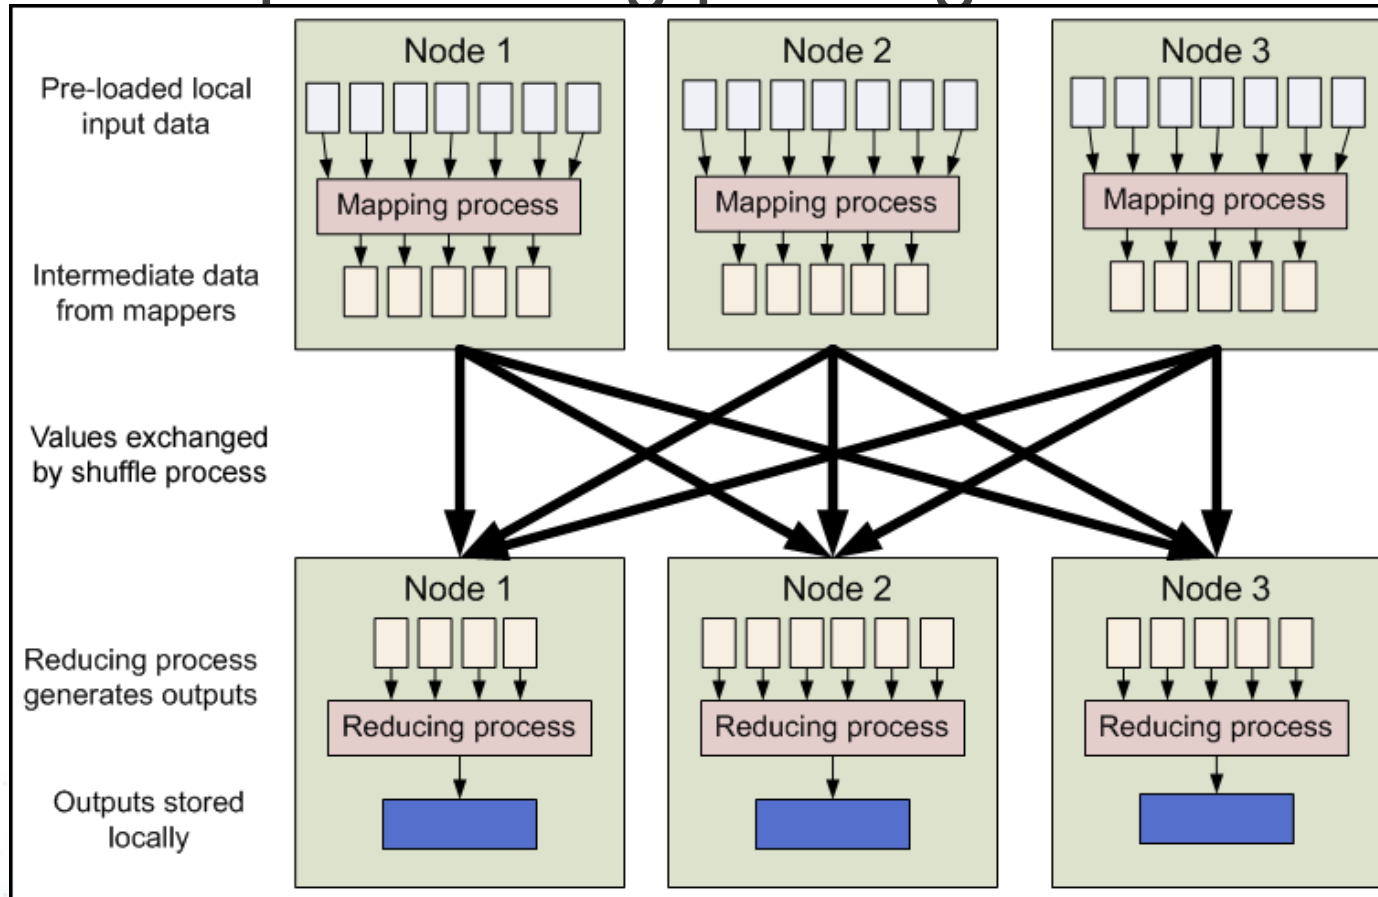 Node 1
Node 2
Node 3
Pre-loaded local
input data
Mapping process
Mapping process
Mapping process
Intermediate data
from mappers
Values exchanged
by shuffle process
Node 1
Node 2
Node 3
Reducing process
generates outputs
Reducing process
Reducing process
Reducing process
Outputs stored
locally